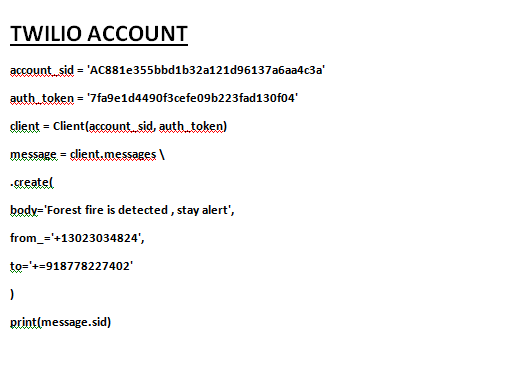 TWILIO ACCOUNT
account_sid = 'AC881e355bbd1b32a121d96137a6aa4c3a'
auth_token = '7fa9e1d4490f3cefe09b223fad130f04'
client = Client(account_sid, auth_token)
message = client.messages \
.create(
body='Forest fire is detected , stay alert',
from_='+13023034824',
to='+=918778227402'
)
print(message.sid)